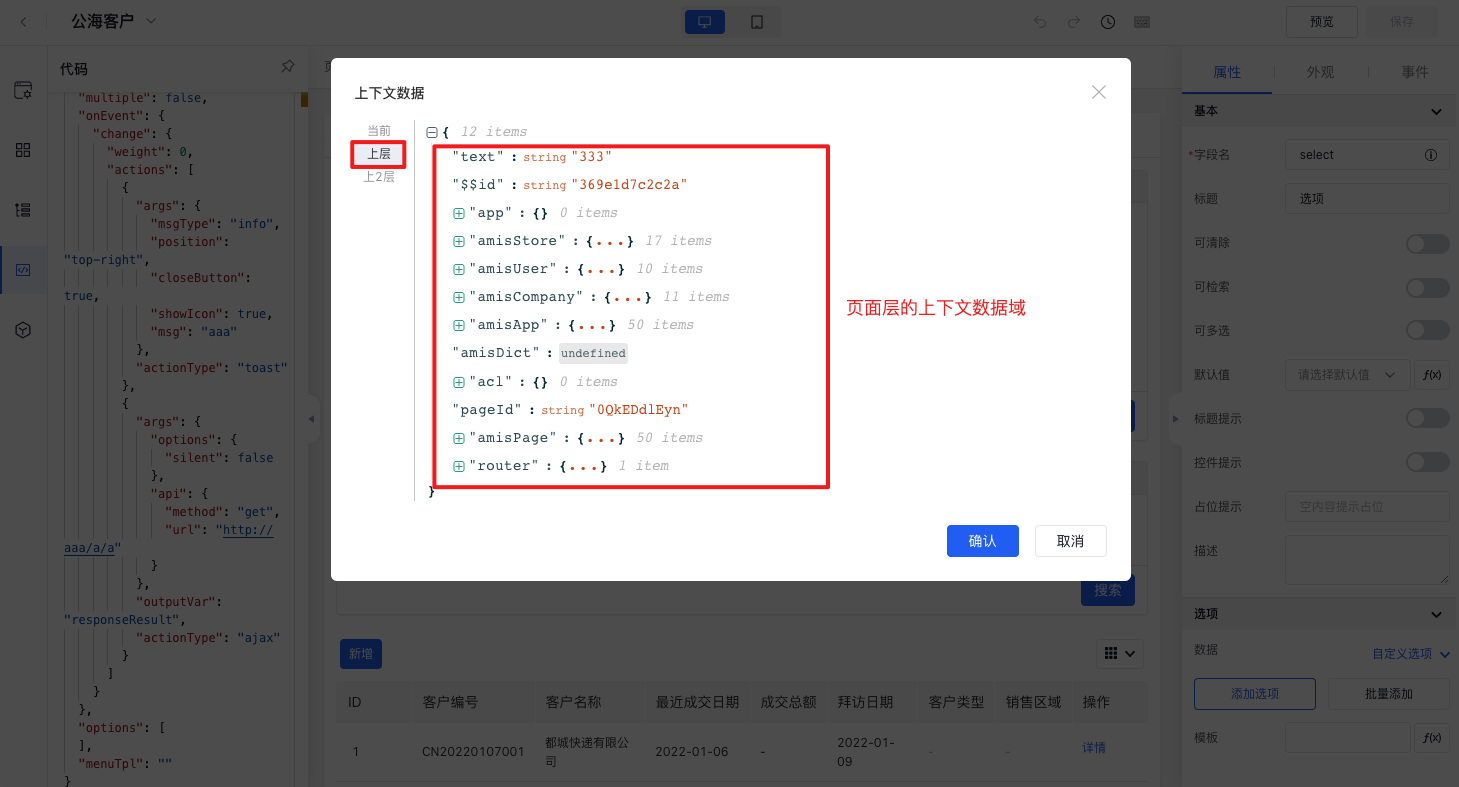 公海客户
预览
保存
代码
"multiple": false,
"onEvent": {
"change": {
"weight": 0,
"actions": [
{
"args": {
"msgType": "info",
"position":
"top-right",
"closeButton":
true,
"showIcon": true,
"msg": "aaa"
},
"actionType": "toast"
},
{
"args": {
"options": {
"silent": false
},
"api": {
"method": "get",
"url": "http://
aaa/a/a"
}
},
"outputVar":
"responseResult",
"actionType": "ajax"
}
]
}
},
"options": [
],
"menuTpl": ""
}
上下文数据
当前
上层
上2层
{ 12 items
"text" : string "333"
"$$id" : string "369e1d7c2c2a"
"app" : {} 0 items
"amisStore" : {...} 17 items
"amisUser" : {...} 10 items
"amisCompany" : {...} 11 items
"amisApp" : {...} 50 items
"amisDict" : undefined
"acl" : {} 0 items
"pageId" : string "0QkEDdlEyn"
"amisPage" : {...} 50 items
"router" : {...} 1 item
}
页面层的上下文数据域
确认
取消
搜索
新增
ID 客户编号 客户名称 最近成交日期 成交总额 拜访日期 客户类型 销售区域 操作
1 CN20220107001 都城快递有限公司 2022-01-06 - 2022-01-09 - - 详情
属性 外观 事件
基本
*字段名 select
标题 选项
可清除
可检索
可多选
默认值 请选择默认值 f(x)
标题提示
控件提示
占位提示 空内容提示占位
描述
选项
数据 自定义选项
添加选项 批量添加
模板 f(x)